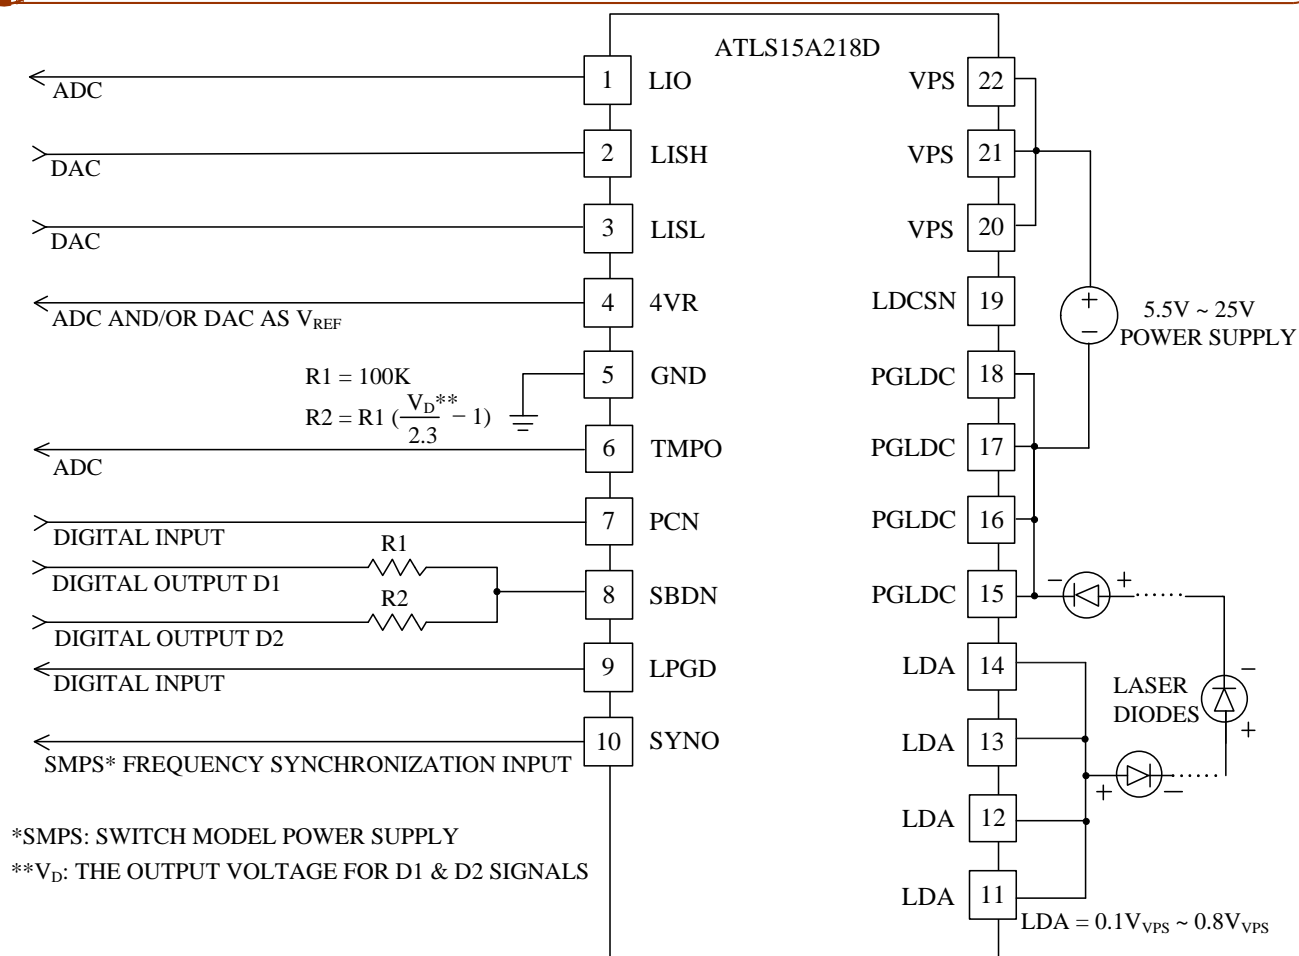 ATLS15A218D
ADC 1 LIO VPS 22
DAC 2 LISH VPS 21
DAC 3 LISL VPS 20
ADC AND/OR DAC AS VREF 4 4VR LDCSN 19
+
−
5.5V ~ 25V
POWER SUPPLY
R1 = 100K
R2 = R1 (VD**/2.3 − 1)
5 GND PGLDC 18
ADC 6 TMPO PGLDC 17
DIGITAL INPUT 7 PCN PGLDC 16
R1
DIGITAL OUTPUT D1
R2
DIGITAL OUTPUT D2
8 SBDN PGLDC 15 − +
DIGITAL INPUT 9 LPGD LDA 14
LASER
DIODES
−
+
SMPS* FREQUENCY SYNCHRONIZATION INPUT 10 SYNO LDA 13
+ −
LDA 12
LDA 11
LDA = 0.1VVPS ~ 0.8VVPS
*SMPS: SWITCH MODEL POWER SUPPLY
**VD: THE OUTPUT VOLTAGE FOR D1 & D2 SIGNALS